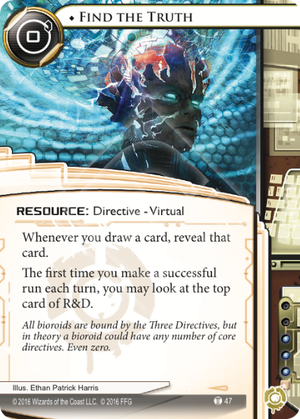 0
⬥ Find the Truth
RESOURCE: Directive - Virtual
Whenever you draw a card, reveal that
card.
The first time you make a successful
run each turn, you may look at the top
card of R&D.
All bioroids are bound by the Three Directives, but
in theory a bioroid could have any number of core
directives. Even zero.
Illus. Ethan Patrick Harris
© 2016 Wizards of the Coast LLC. © 2016 FFG 47